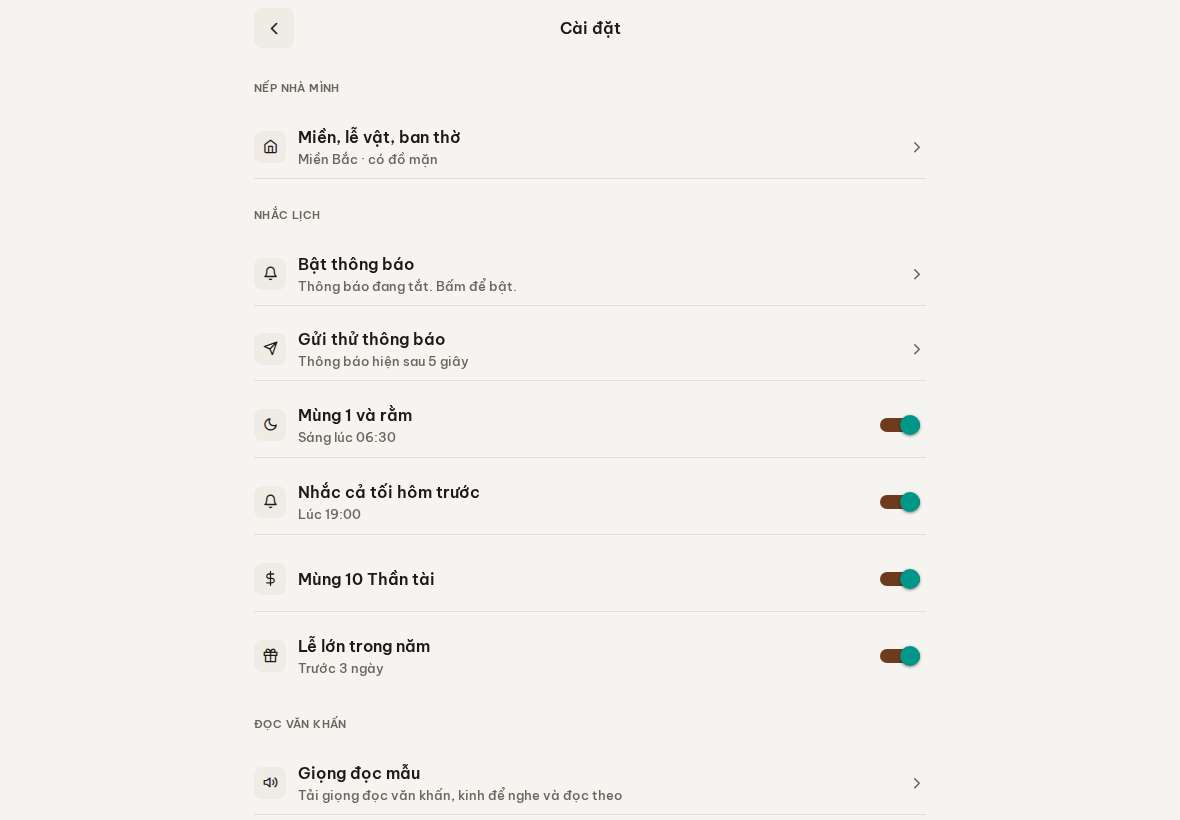 Cài đặt
NẾP NHÀ MÌNH
Miền, lễ vật, ban thờ
Miền Bắc · có đồ mặn
NHẮC LỊCH
Bật thông báo
Thông báo đang tắt. Bấm để bật.
Gửi thử thông báo
Thông báo hiện sau 5 giây
Mùng 1 và rằm
Sáng lúc 06:30
Nhắc cả tối hôm trước
Lúc 19:00
Mùng 10 Thần tài
Lễ lớn trong năm
Trước 3 ngày
ĐỌC VĂN KHẤN
Giọng đọc mẫu
Tải giọng đọc văn khấn, kinh để nghe và đọc theo